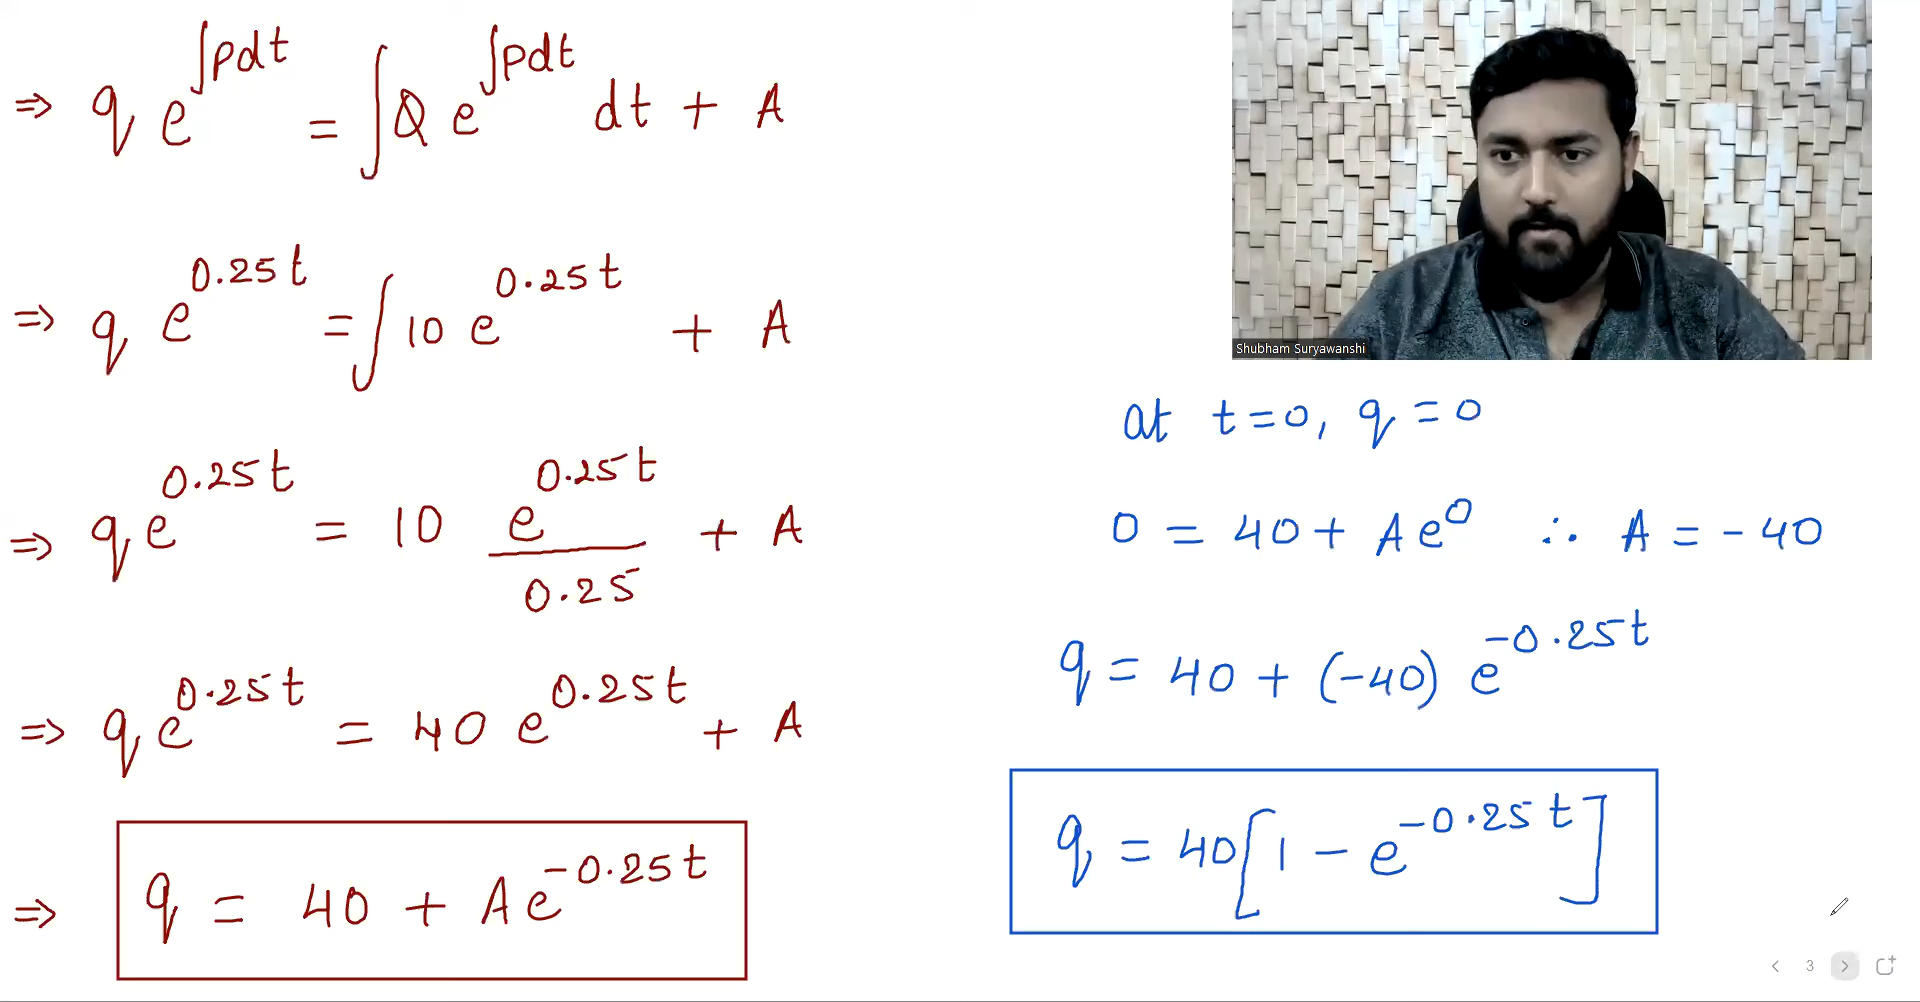 ⇒ q e^{∫pdt} = ∫Q e^{∫pdt} dt + A
⇒ q e^{0.25t} = ∫10 e^{0.25t} + A
⇒ q e^{0.25t} = 10 e^{0.25t}/0.25 + A
⇒ q e^{0.25t} = 40 e^{0.25t} + A
⇒ q = 40 + A e^{-0.25t}
Shubham Suryawanshi
at t=0, q=0
0 = 40 + A e^0 ∴ A = -40
q = 40 + (-40) e^{-0.25t}
q = 40[1 - e^{-0.25t}]
3